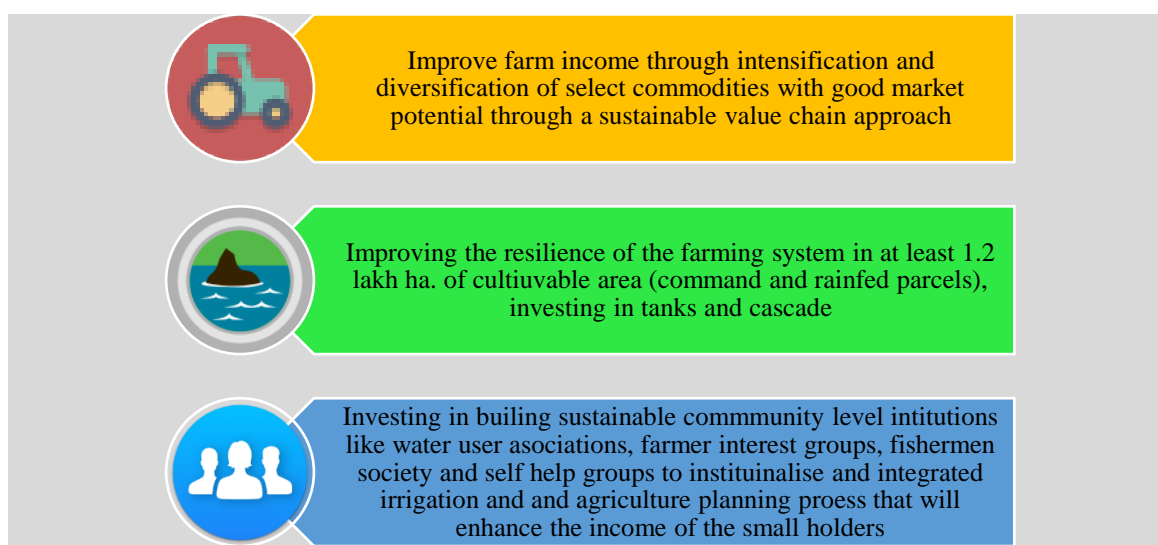 Improve farm income through intensification and
diversification of select commodities with good market
potential through a sustainable value chain approach
Improving the resilience of the farming system in at least 1.2
lakh ha. of cultiuvable area (command and rainfed parcels),
investing in tanks and cascade
Investing in builing sustainable commmunity level intitutions
like water user asociations, farmer interest groups, fishermen
society and self help groups to instituinalise and integrated
irrigation and and agriculture planning proess that will
enhance the income of the small holders